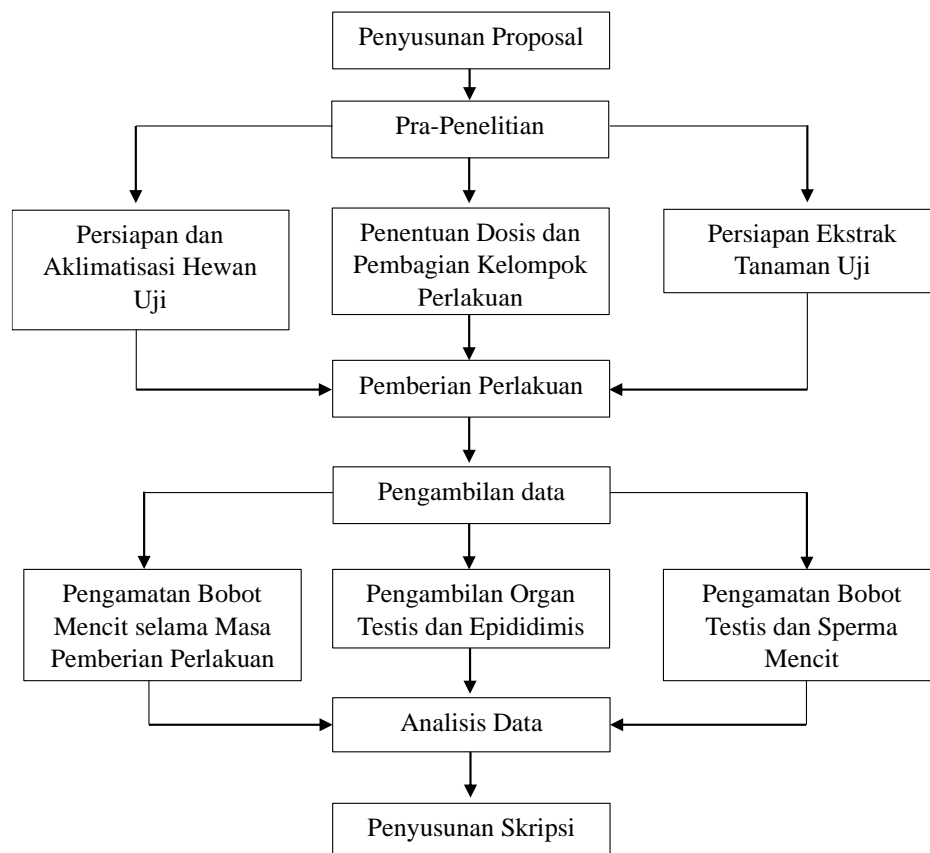 Penyusunan Proposal
Pra-Penelitian
Persiapan dan
Aklimatisasi Hewan
Uji
Penentuan Dosis dan
Pembagian Kelompok
Perlakuan
Persiapan Ekstrak
Tanaman Uji
Pemberian Perlakuan
Pengambilan data
Pengamatan Bobot
Mencit selama Masa
Pemberian Perlakuan
Pengambilan Organ
Testis dan Epididimis
Pengamatan Bobot
Testis dan Sperma
Mencit
Analisis Data
Penyusunan Skripsi